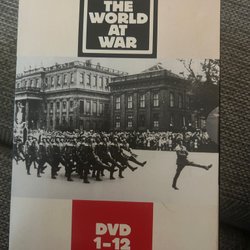 THE WORLD
AT WAR
DVD
1-12